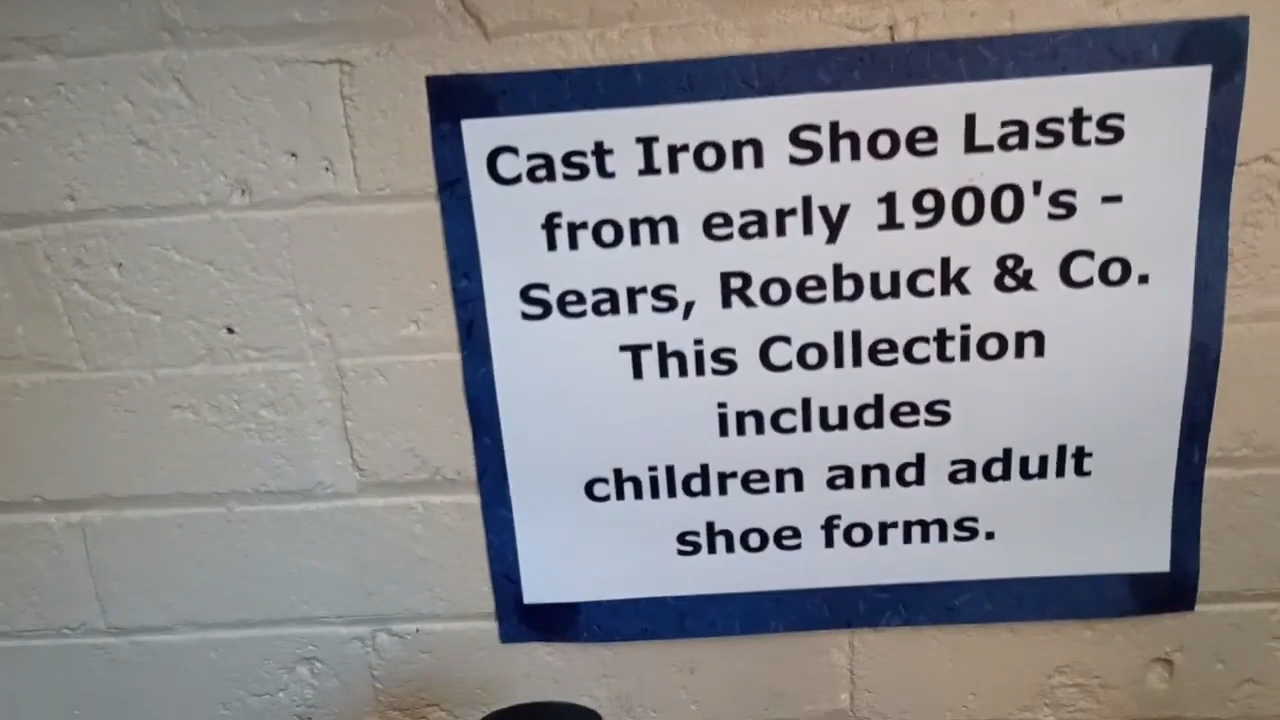 Cast Iron Shoe Lasts
from early 1900's -
Sears, Roebuck & Co.
This Collection
includes
children and adult
shoe forms.